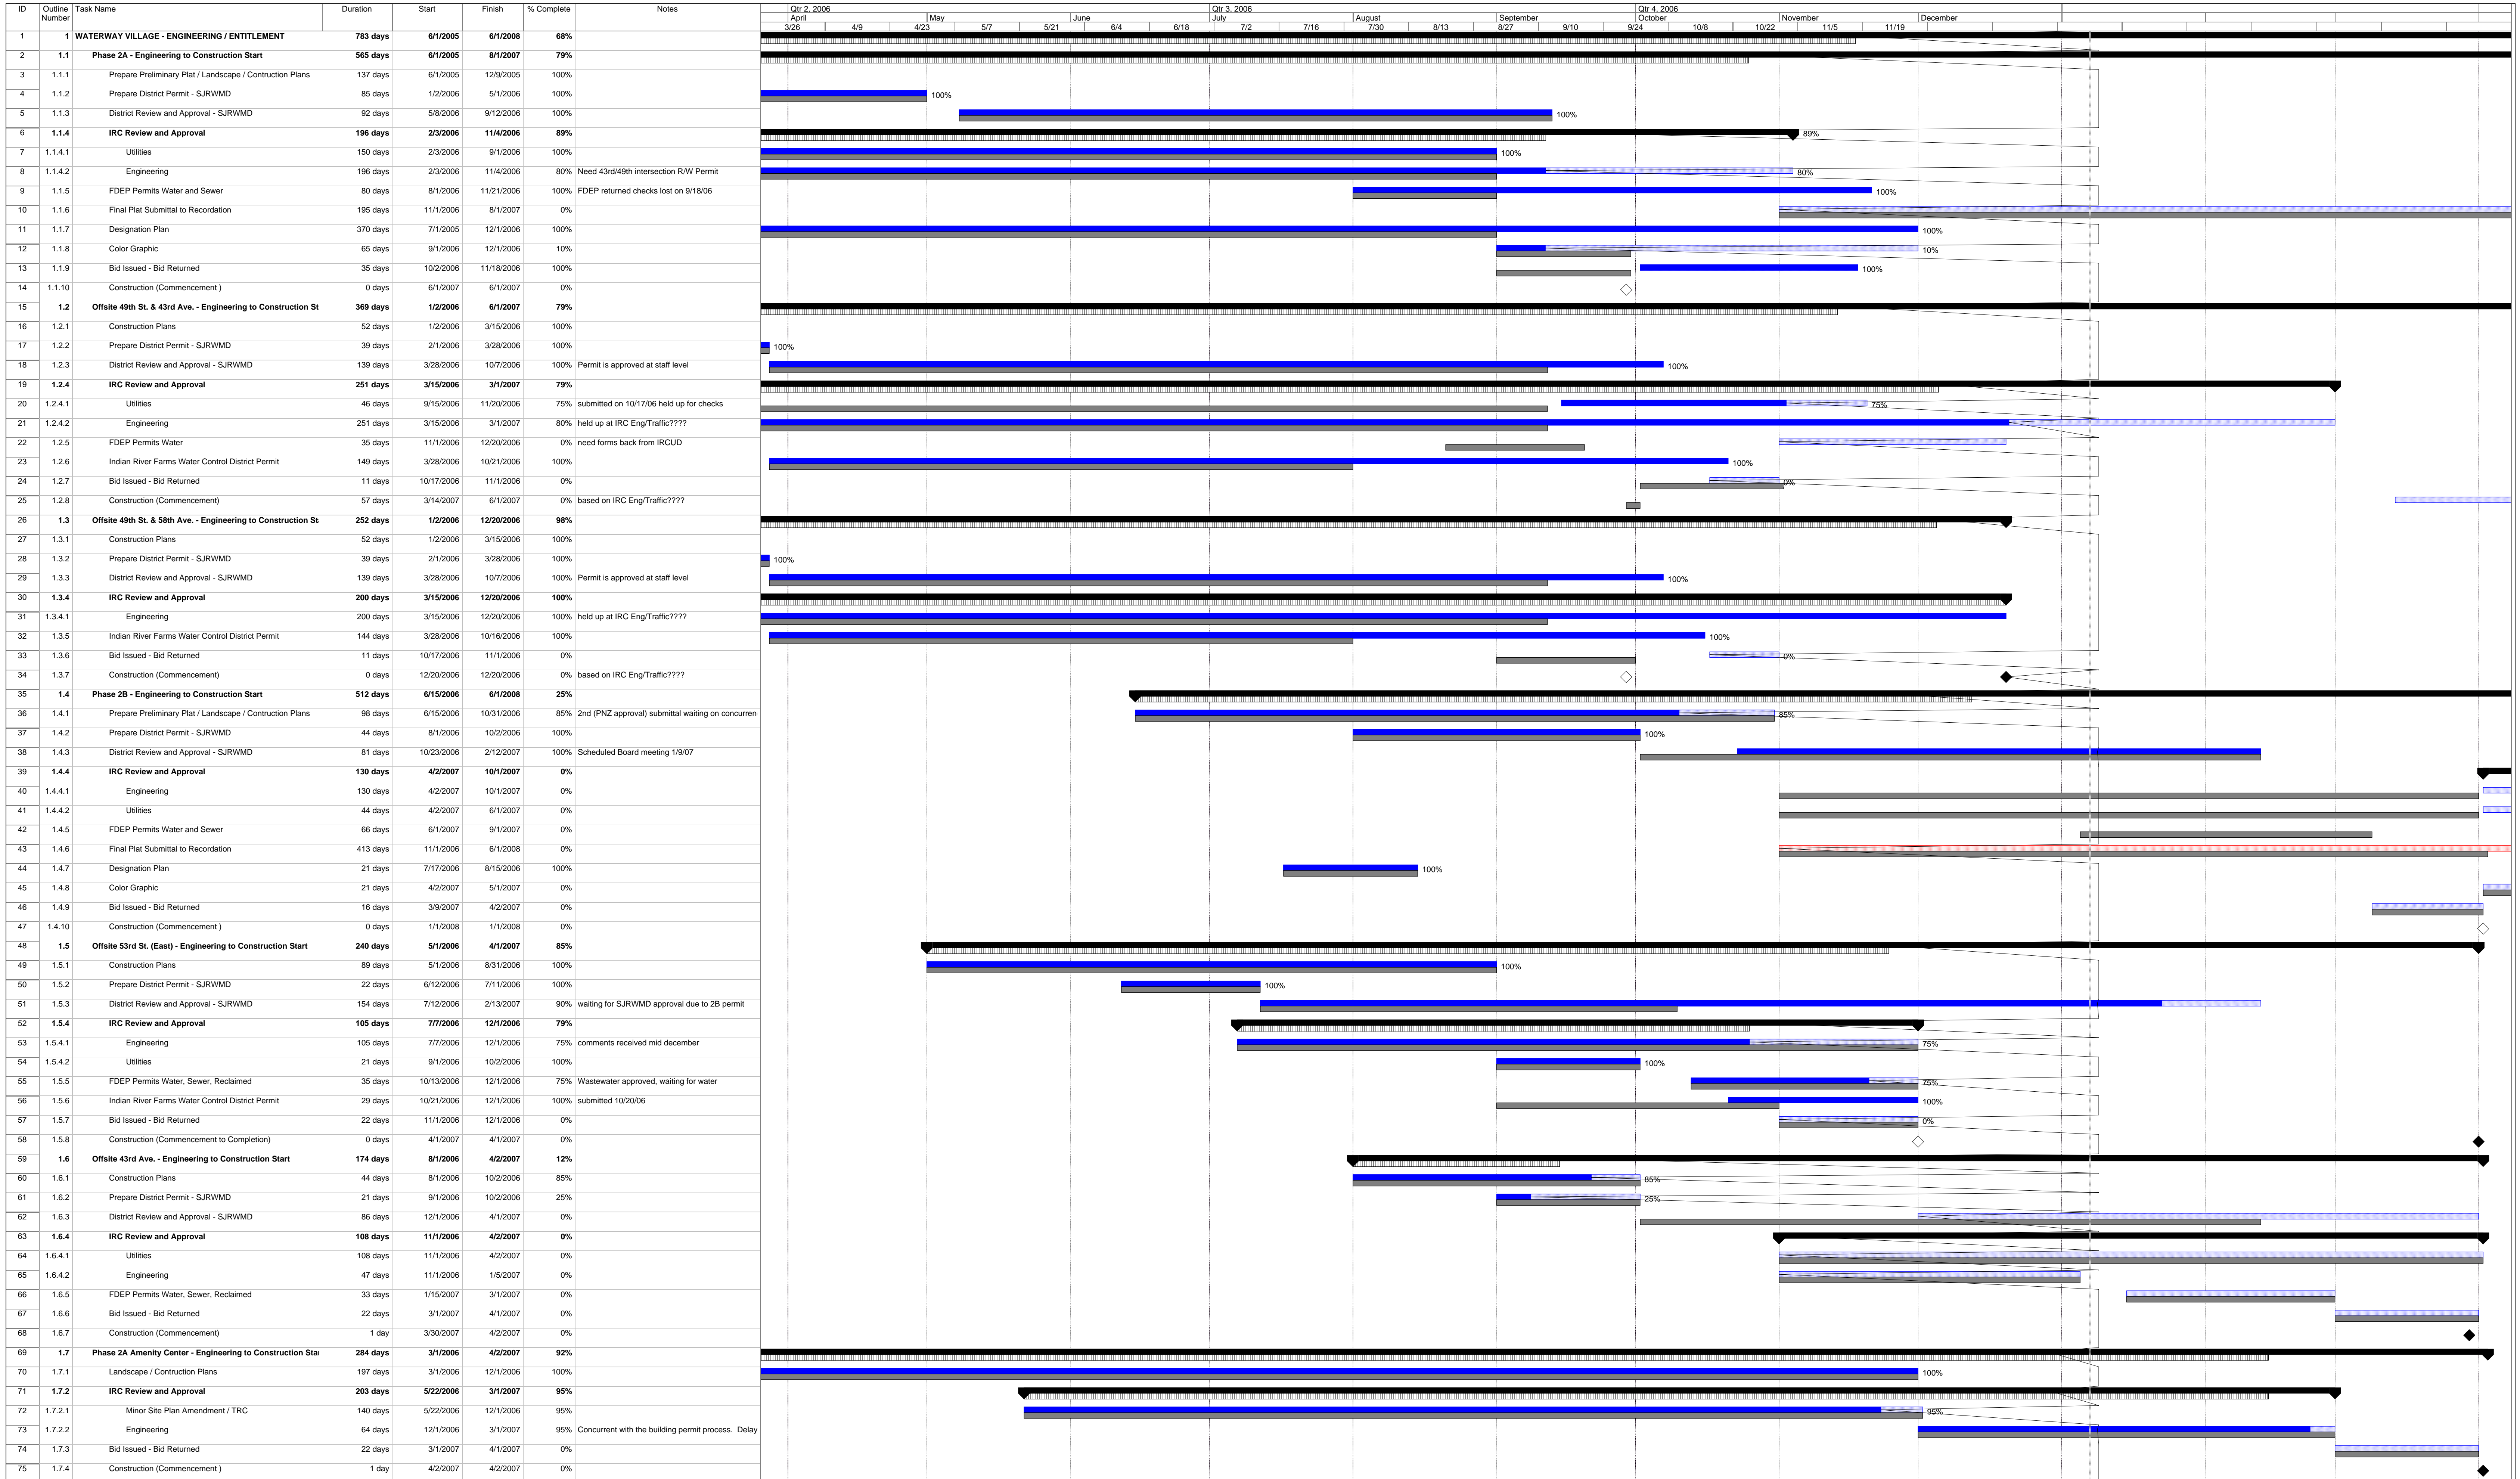 ID Outline Number Task Name Duration Start Finish % Complete Notes
Qtr 2, 2006 Qtr 3, 2006 Qtr 4, 2006
April May June July August September October November December
3/26 4/9 4/23 5/7 5/21 6/4 6/18 7/2 7/16 7/30 8/13 8/27 9/10 9/24 10/8 10/22 11/5 11/19
1 1 WATERWAY VILLAGE - ENGINEERING / ENTITLEMENT 783 days 6/1/2005 6/1/2008 68%
2 1.1 Phase 2A - Engineering to Construction Start 565 days 6/1/2005 8/1/2007 79%
3 1.1.1 Prepare Preliminary Plat / Landscape / Contruction Plans 137 days 6/1/2005 12/9/2005 100%
4 1.1.2 Prepare District Permit - SJRWMD 85 days 1/2/2006 5/1/2006 100% 100%
5 1.1.3 District Review and Approval - SJRWMD 92 days 5/8/2006 9/12/2006 100% 100%
6 1.1.4 IRC Review and Approval 196 days 2/3/2006 11/4/2006 89% 89%
7 1.1.4.1 Utilities 150 days 2/3/2006 9/1/2006 100% 100%
8 1.1.4.2 Engineering 196 days 2/3/2006 11/4/2006 80% Need 43rd/49th intersection R/W Permit 80%
9 1.1.5 FDEP Permits Water and Sewer 80 days 8/1/2006 11/21/2006 100% FDEP returned checks lost on 9/18/06 100%
10 1.1.6 Final Plat Submittal to Recordation 195 days 11/1/2006 8/1/2007 0%
11 1.1.7 Designation Plan 370 days 7/1/2005 12/1/2006 100% 100%
12 1.1.8 Color Graphic 65 days 9/1/2006 12/1/2006 10% 10%
13 1.1.9 Bid Issued - Bid Returned 35 days 10/2/2006 11/18/2006 100% 100%
14 1.1.10 Construction (Commencement ) 0 days 6/1/2007 6/1/2007 0%
15 1.2 Offsite 49th St. & 43rd Ave. - Engineering to Construction St 369 days 1/2/2006 6/1/2007 79%
16 1.2.1 Construction Plans 52 days 1/2/2006 3/15/2006 100%
17 1.2.2 Prepare District Permit - SJRWMD 39 days 2/1/2006 3/28/2006 100% 100%
18 1.2.3 District Review and Approval - SJRWMD 139 days 3/28/2006 10/7/2006 100% Permit is approved at staff level 100%
19 1.2.4 IRC Review and Approval 251 days 3/15/2006 3/1/2007 79%
20 1.2.4.1 Utilities 46 days 9/15/2006 11/20/2006 75% submitted on 10/17/06 held up for checks 75%
21 1.2.4.2 Engineering 251 days 3/15/2006 3/1/2007 80% held up at IRC Eng/Traffic????
22 1.2.5 FDEP Permits Water 35 days 11/1/2006 12/20/2006 0% need forms back from IRCUD
23 1.2.6 Indian River Farms Water Control District Permit 149 days 3/28/2006 10/21/2006 100% 100%
24 1.2.7 Bid Issued - Bid Returned 11 days 10/17/2006 11/1/2006 0% 0%
25 1.2.8 Construction (Commencement) 57 days 3/14/2007 6/1/2007 0% based on IRC Eng/Traffic????
26 1.3 Offsite 49th St. & 58th Ave. - Engineering to Construction St 252 days 1/2/2006 12/20/2006 98%
27 1.3.1 Construction Plans 52 days 1/2/2006 3/15/2006 100%
28 1.3.2 Prepare District Permit - SJRWMD 39 days 2/1/2006 3/28/2006 100% 100%
29 1.3.3 District Review and Approval - SJRWMD 139 days 3/28/2006 10/7/2006 100% Permit is approved at staff level 100%
30 1.3.4 IRC Review and Approval 200 days 3/15/2006 12/20/2006 100%
31 1.3.4.1 Engineering 200 days 3/15/2006 12/20/2006 100% held up at IRC Eng/Traffic????
32 1.3.5 Indian River Farms Water Control District Permit 144 days 3/28/2006 10/16/2006 100% 100%
33 1.3.6 Bid Issued - Bid Returned 11 days 10/17/2006 11/1/2006 0% 0%
34 1.3.7 Construction (Commencement) 0 days 12/20/2006 12/20/2006 0% based on IRC Eng/Traffic????
35 1.4 Phase 2B - Engineering to Construction Start 512 days 6/15/2006 6/1/2008 25%
36 1.4.1 Prepare Preliminary Plat / Landscape / Contruction Plans 98 days 6/15/2006 10/31/2006 85% 2nd (PNZ approval) submittal waiting on concurren 85%
37 1.4.2 Prepare District Permit - SJRWMD 44 days 8/1/2006 10/2/2006 100% 100%
38 1.4.3 District Review and Approval - SJRWMD 81 days 10/23/2006 2/12/2007 100% Scheduled Board meeting 1/9/07
39 1.4.4 IRC Review and Approval 130 days 4/2/2007 10/1/2007 0%
40 1.4.4.1 Engineering 130 days 4/2/2007 10/1/2007 0%
41 1.4.4.2 Utilities 44 days 4/2/2007 6/1/2007 0%
42 1.4.5 FDEP Permits Water and Sewer 66 days 6/1/2007 9/1/2007 0%
43 1.4.6 Final Plat Submittal to Recordation 413 days 11/1/2006 6/1/2008 0%
44 1.4.7 Designation Plan 21 days 7/17/2006 8/15/2006 100% 100%
45 1.4.8 Color Graphic 21 days 4/2/2007 5/1/2007 0%
46 1.4.9 Bid Issued - Bid Returned 16 days 3/9/2007 4/2/2007 0%
47 1.4.10 Construction (Commencement ) 0 days 1/1/2008 1/1/2008 0%
48 1.5 Offsite 53rd St. (East) - Engineering to Construction Start 240 days 5/1/2006 4/1/2007 85%
49 1.5.1 Construction Plans 89 days 5/1/2006 8/31/2006 100% 100%
50 1.5.2 Prepare District Permit - SJRWMD 22 days 6/12/2006 7/11/2006 100% 100%
51 1.5.3 District Review and Approval - SJRWMD 154 days 7/12/2006 2/13/2007 90% waiting for SJRWMD approval due to 2B permit
52 1.5.4 IRC Review and Approval 105 days 7/7/2006 12/1/2006 79%
53 1.5.4.1 Engineering 105 days 7/7/2006 12/1/2006 75% comments received mid december 75%
54 1.5.4.2 Utilities 21 days 9/1/2006 10/2/2006 100% 100%
55 1.5.5 FDEP Permits Water, Sewer, Reclaimed 35 days 10/13/2006 12/1/2006 75% Wastewater approved, waiting for water 75%
56 1.5.6 Indian River Farms Water Control District Permit 29 days 10/21/2006 12/1/2006 100% submitted 10/20/06 100%
57 1.5.7 Bid Issued - Bid Returned 22 days 11/1/2006 12/1/2006 0% 0%
58 1.5.8 Construction (Commencement to Completion) 0 days 4/1/2007 4/1/2007 0%
59 1.6 Offsite 43rd Ave. - Engineering to Construction Start 174 days 8/1/2006 4/2/2007 12%
60 1.6.1 Construction Plans 44 days 8/1/2006 10/2/2006 85% 85%
61 1.6.2 Prepare District Permit - SJRWMD 21 days 9/1/2006 10/2/2006 25% 25%
62 1.6.3 District Review and Approval - SJRWMD 86 days 12/1/2006 4/1/2007 0%
63 1.6.4 IRC Review and Approval 108 days 11/1/2006 4/2/2007 0%
64 1.6.4.1 Utilities 108 days 11/1/2006 4/2/2007 0%
65 1.6.4.2 Engineering 47 days 11/1/2006 1/5/2007 0%
66 1.6.5 FDEP Permits Water, Sewer, Reclaimed 33 days 1/15/2007 3/1/2007 0%
67 1.6.6 Bid Issued - Bid Returned 22 days 3/1/2007 4/1/2007 0%
68 1.6.7 Construction (Commencement) 1 day 3/30/2007 4/2/2007 0%
69 1.7 Phase 2A Amenity Center - Engineering to Construction Star 284 days 3/1/2006 4/2/2007 92%
70 1.7.1 Landscape / Contruction Plans 197 days 3/1/2006 12/1/2006 100% 100%
71 1.7.2 IRC Review and Approval 203 days 5/22/2006 3/1/2007 95%
72 1.7.2.1 Minor Site Plan Amendment / TRC 140 days 5/22/2006 12/1/2006 95% 95%
73 1.7.2.2 Engineering 64 days 12/1/2006 3/1/2007 95% Concurrent with the building permit process. Delay
74 1.7.3 Bid Issued - Bid Returned 22 days 3/1/2007 4/1/2007 0%
75 1.7.4 Construction (Commencement ) 1 day 4/2/2007 4/2/2007 0%